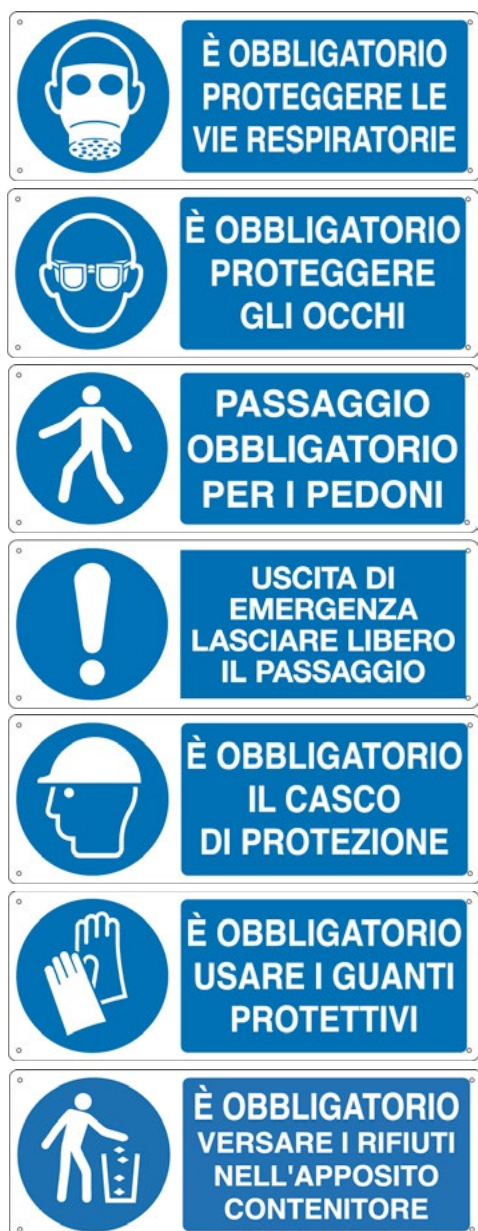 È OBBLIGATORIO
PROTEGGERE LE
VIE RESPIRATORIE
È OBBLIGATORIO
PROTEGGERE
GLI OCCHI
PASSAGGIO
OBBLIGATORIO
PER I PEDONI
USCITA DI
EMERGENZA
LASCIARE LIBERO
IL PASSAGGIO
È OBBLIGATORIO
IL CASCO
DI PROTEZIONE
È OBBLIGATORIO
USARE I GUANTI
PROTETTIVI
È OBBLIGATORIO
VERSARE I RIFIUTI
NELL'APPOSITO
CONTENITORE